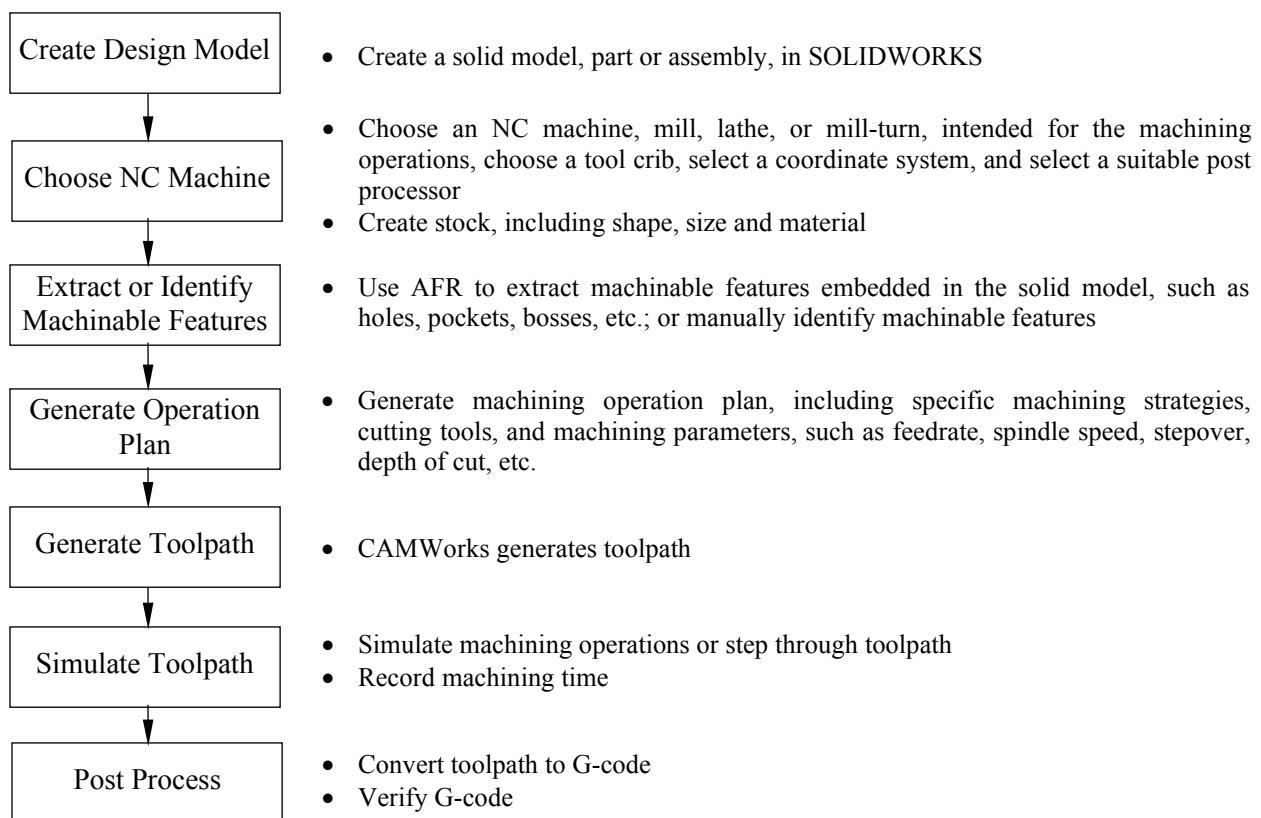 Create Design Model
• Create a solid model, part or assembly, in SOLIDWORKS
Choose NC Machine
• Choose an NC machine, mill, lathe, or mill-turn, intended for the machining
operations, choose a tool crib, select a coordinate system, and select a suitable post
processor
• Create stock, including shape, size and material
Extract or Identify
Machinable Features
• Use AFR to extract machinable features embedded in the solid model, such as
holes, pockets, bosses, etc.; or manually identify machinable features
Generate Operation
Plan
• Generate machining operation plan, including specific machining strategies,
cutting tools, and machining parameters, such as feedrate, spindle speed, stepover,
depth of cut, etc.
Generate Toolpath
• CAMWorks generates toolpath
Simulate Toolpath
• Simulate machining operations or step through toolpath
• Record machining time
Post Process
• Convert toolpath to G-code
• Verify G-code